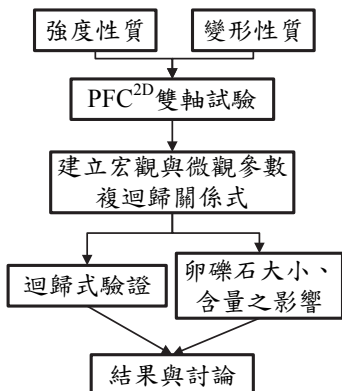 強度性質
變形性質
PFC2D雙軸試驗
建立宏觀與微觀參數
複迴歸關係式
迴歸式驗証
卵礫石大小、
含量之影響
結果與討論